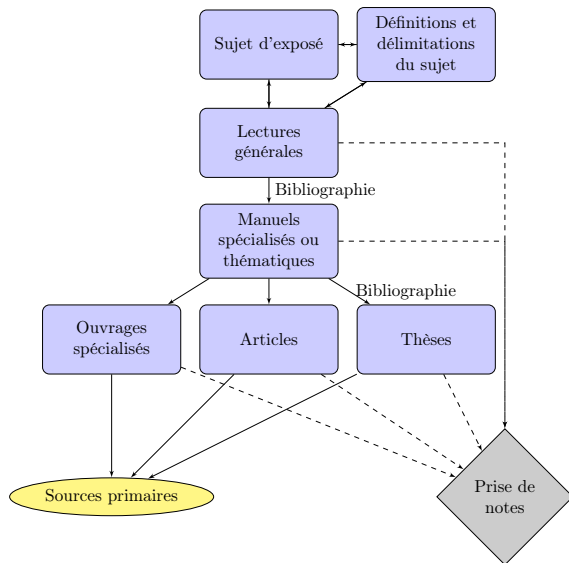 Sujet d'exposé
Définitions et
délimitations
du sujet
Lectures
générales
Bibliographie
Manuels
spécialisés ou
thématiques
Bibliographie
Ouvrages
spécialisés
Articles
Thèses
Sources primaires
Prise de
notes